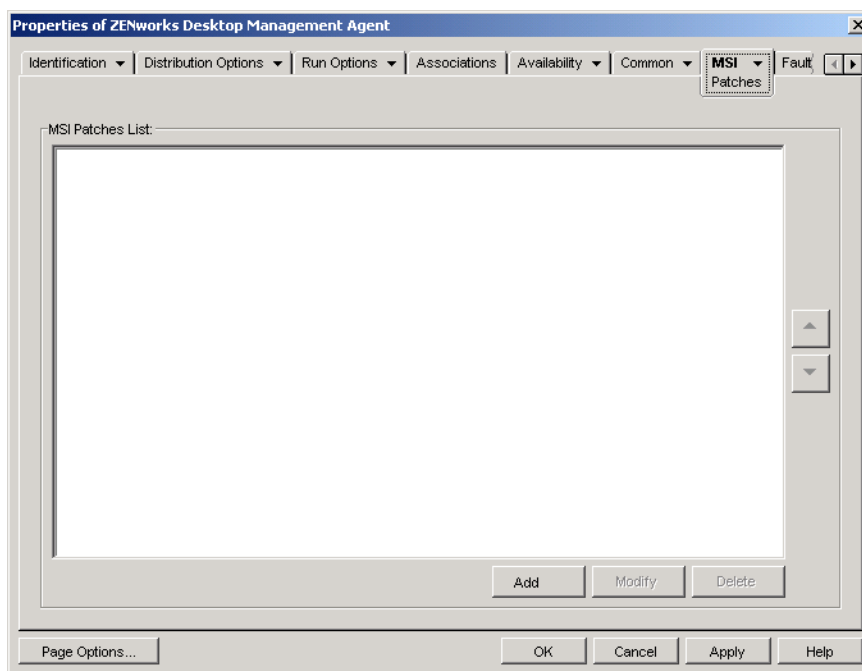 Properties of ZENworks Desktop Management Agent
Identification Distribution Options Run Options Associations Availability Common MSI Fault
Patches
MSI Patches List:
Add Modify Delete
Page Options... OK Cancel Apply Help